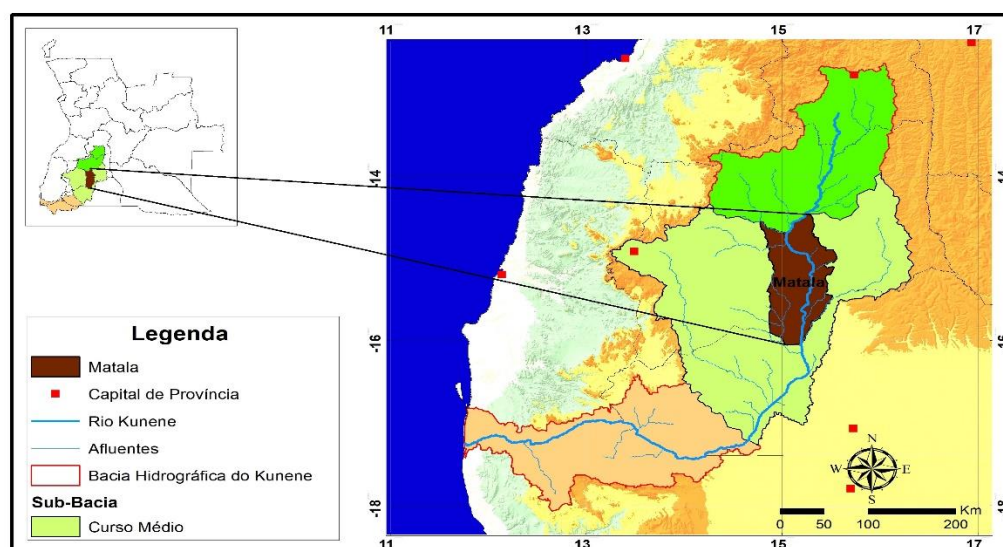 11 13 15 17
-14 -14
-16 -16
-18 -18
11 13 15 17
Matala
Legenda
Matala
Capital de Província
Rio Kunene
Afluentes
Bacia Hidrográfica do Kunene
Sub-Bacia
Curso Médio
N
W E
S
Km
0 50 100 200